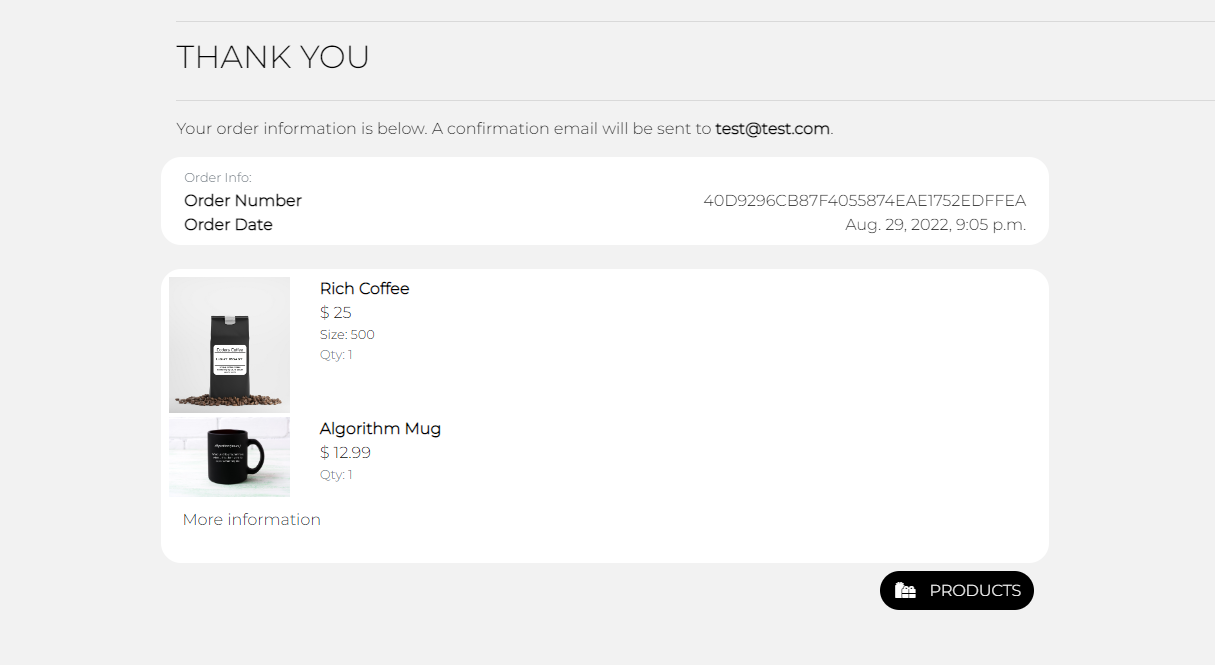 THANK YOU
Your order information is below. A confirmation email will be sent to test@test.com.
Order Info:
Order Number 40D9296CB87F4055874EAE1752EDFFEA
Order Date Aug. 29, 2022, 9:05 p.m.
Rich Coffee
$ 25
Size: 500
Qty: 1
Algorithm Mug
$ 12.99
Qty: 1
More information
PRODUCTS